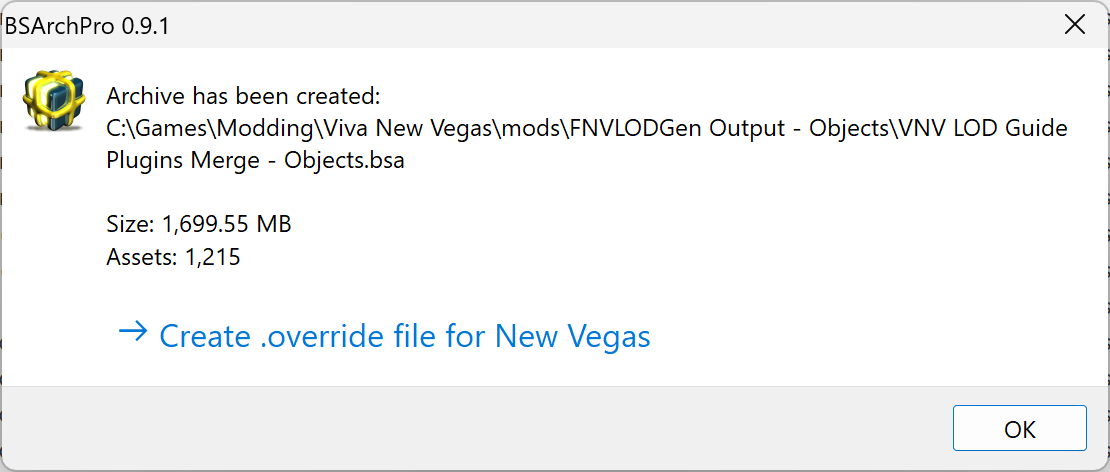 BSArchPro 0.9.1
Archive has been created:
C:\Games\Modding\Viva New Vegas\mods\FNVLODGen Output - Objects\VNV LOD Guide
Plugins Merge - Objects.bsa
Size: 1,699.55 MB
Assets: 1,215
Create .override file for New Vegas
OK